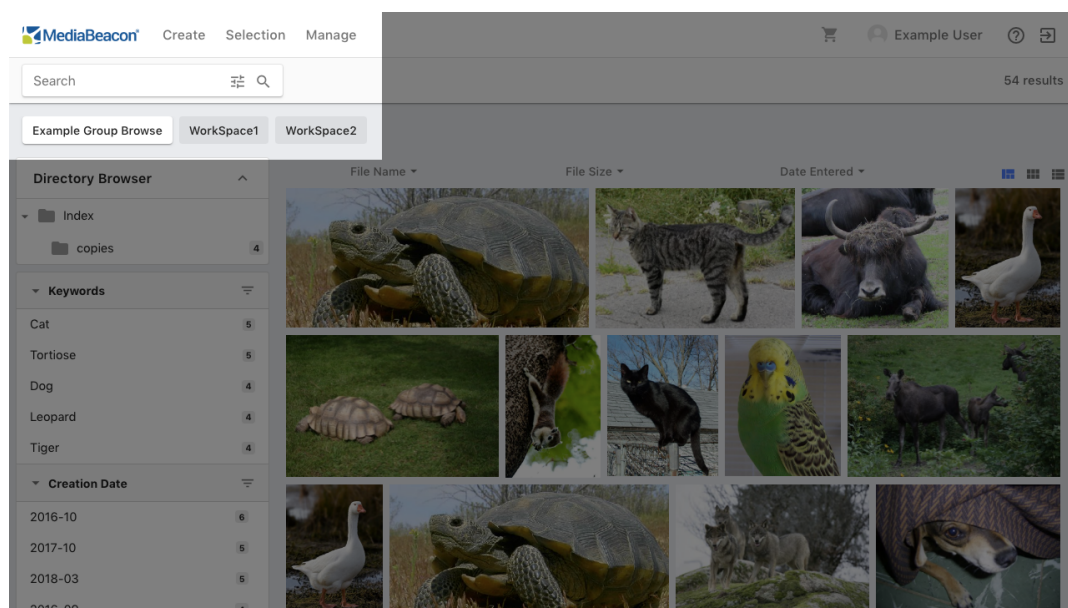 MediaBeacon Create Selection Manage Example User
Search 54 results
Example Group Browse WorkSpace1 WorkSpace2
Directory Browser File Name File Size Date Entered
Index
copies 4
Keywords
Cat 5
Tortiose 5
Dog 4
Leopard 4
Tiger 4
Creation Date
2016-10 6
2017-10 5
2018-03 5